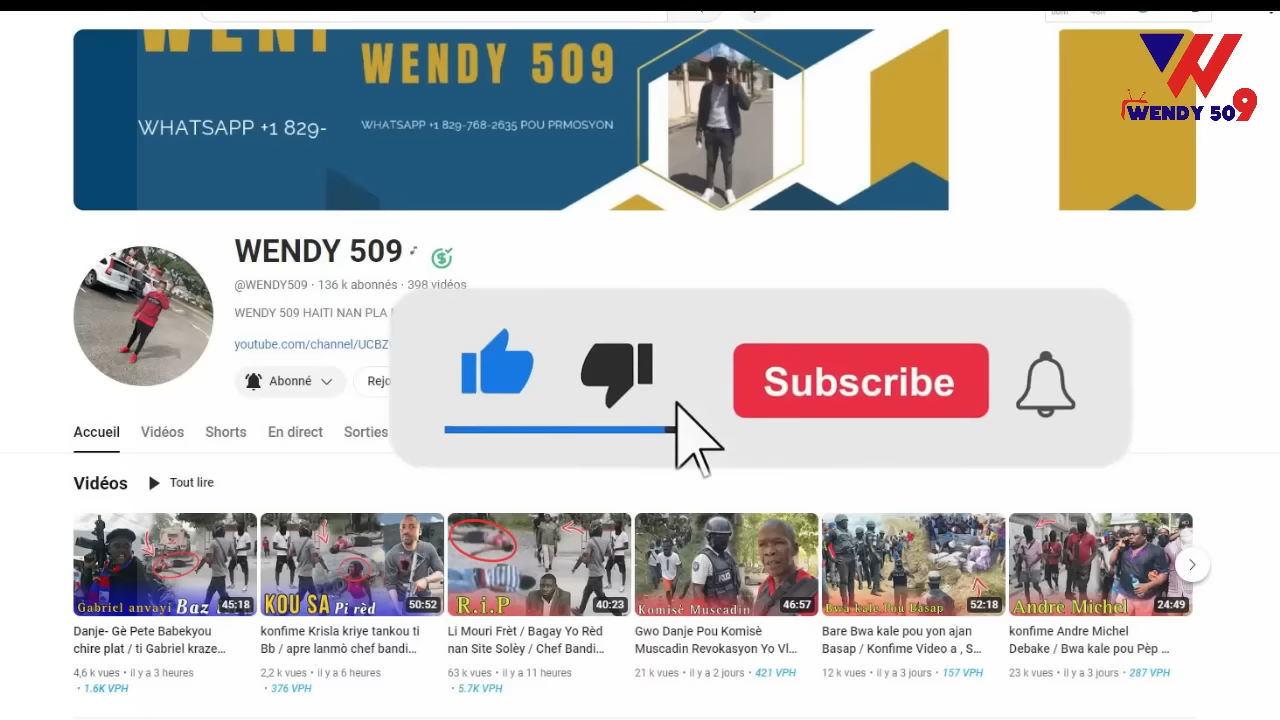 WENDY 509
WHATSAPP +1 829-
WHATSAPP +1 829-768-2635 POU PRMOSYON
WENDY 509
WENDY 509
@WENDY509 · 136 k abonnés · 398 vidéos
WENDY 509 HAITI NAN PLA
youtube.com/channel/UCBZ
Abonné
Rejo
Subscribe
Accueil Vidéos Shorts En direct Sorties
Vidéos
Tout lire
Gabriel anvayi Baz
45:18
KOU SA Pi rèd
50:52
R.i.P
40:23
Komisè Muscadin
46:57
Bwa kale Pou Basap
52:18
Andre Michel
24:49
Danje- Gè Pete Babekyou
chire plat / ti Gabriel kraze...
4,6 k vues • il y a 3 heures
• 1.6K VPH
konfime Krisla kriye tankou ti
Bb / apre lanmò chef bandi...
2,2 k vues • il y a 6 heures
• 376 VPH
Li Mouri Frèt / Bagay Yo Rèd
nan Site Solèy / Chef Bandi...
63 k vues • il y a 11 heures
• 5.7K VPH
Gwo Danje Pou Komisè
Muscadin Revokasyon Yo Vl...
21 k vues • il y a 2 jours • 421 VPH
Bare Bwa kale pou yon ajan
Basap / Konfime Video a , S...
12 k vues • il y a 3 jours • 157 VPH
konfime Andre Michel
Debake / Bwa kale pou Pèp ...
23 k vues • il y a 3 jours • 287 VPH